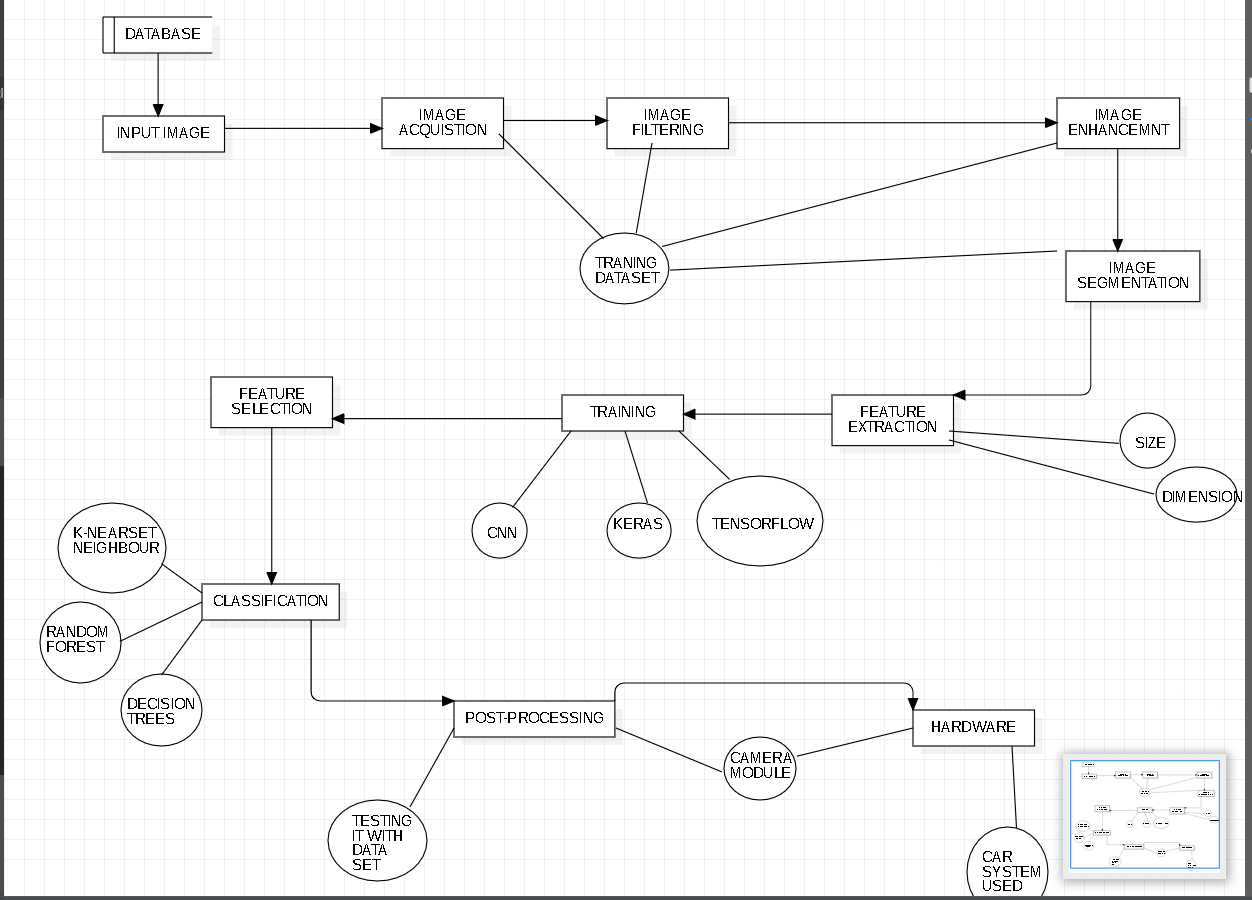 DATABASE
INPUT IMAGE
IMAGE
ACQUISTION
IMAGE
FILTERING
IMAGE
ENHANCEMNT
TRANING
DATASET
IMAGE
SEGMENTATION
FEATURE
SELECTION
TRAINING
FEATURE
EXTRACTION
SIZE
DIMENSION
CNN
KERAS
TENSORFLOW
K-NEARSET
NEIGHBOUR
CLASSIFICATION
RANDOM
FOREST
DECISION
TREES
POST-PROCESSING
HARDWARE
CAMERA
MODULE
TESTING
IT WITH
DATA
SET
CAR
SYSTEM
USED